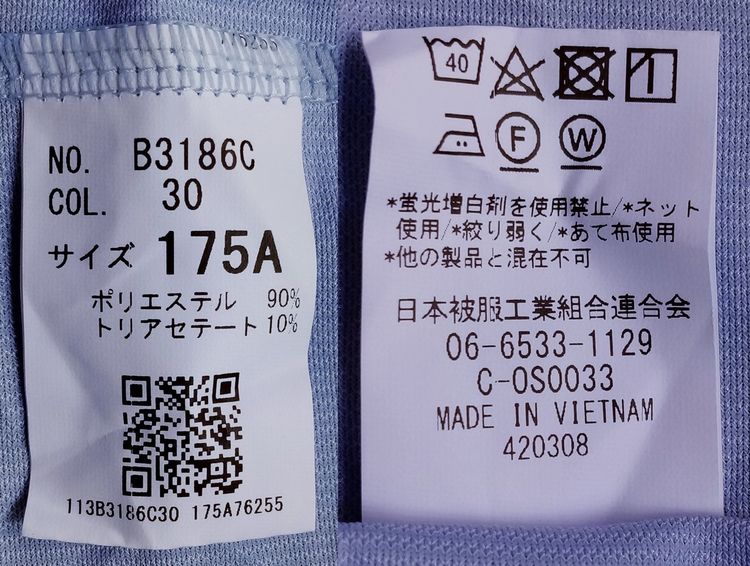 NO. B3186C
COL. 30
サイズ 175A
ポリエステル 90%
トリアセテート 10%
113B3186C30 175A76255
40
F W
*蛍光増白剤を使用禁止/*ネット
使用/*絞り弱く/*あて布使用
*他の製品と混在不可
日本被服工業組合連合会
06-6533-1129
C-OS0033
MADE IN VIETNAM
420308